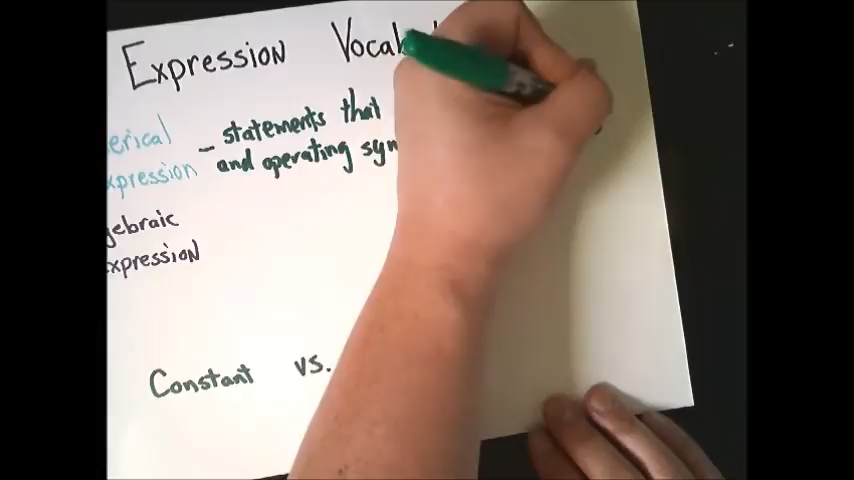 Expression Vocab
erical – statements that
xpression and operating sym
gebraic
xpression
Constant vs.